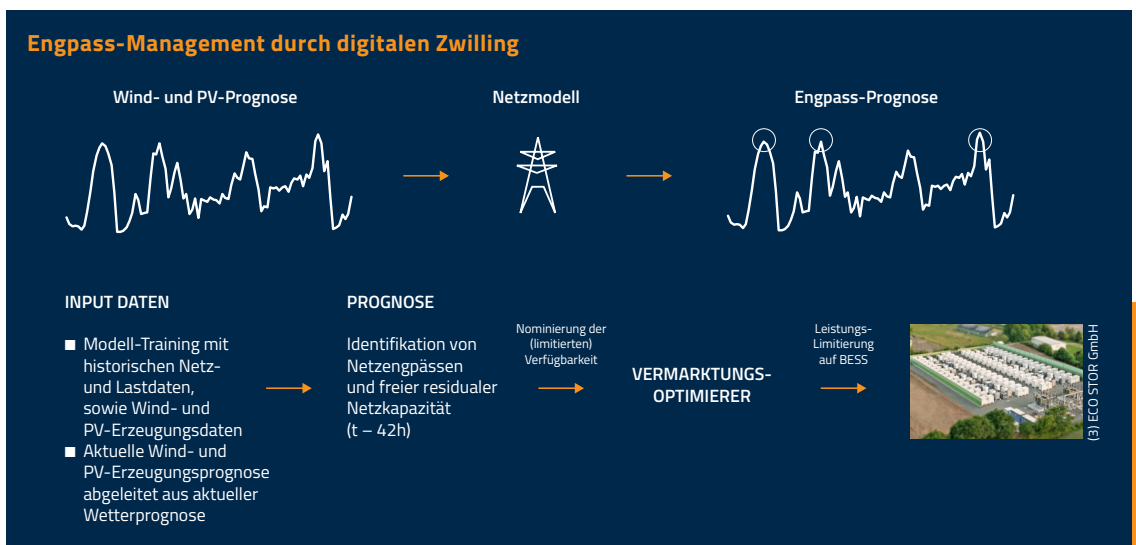 Engpass-Management durch digitalen Zwilling
Wind- und PV-Prognose
Netzmodell
Engpass-Prognose
INPUT DATEN
■ Modell-Training mit
historischen Netz-
und Lastdaten,
sowie Wind- und
PV-Erzeugungsdaten
■ Aktuelle Wind- und
PV-Erzeugungsprognose
abgeleitet aus aktueller
Wetterprognose
PROGNOSE
Identifikation von
Netzengpässen
und freier residualer
Netzkapazität
(t – 42h)
Nominierung der
(limitierten)
Verfügbarkeit
VERMARKTUNGS-
OPTIMIERER
Leistungs-
Limitierung
auf BESS
(3) ECO STOR GmbH